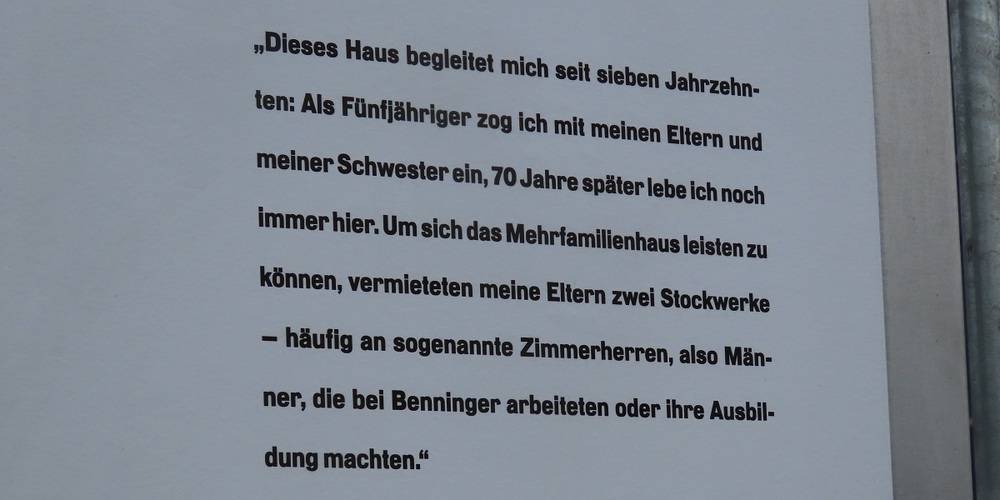 „Dieses Haus begleitet mich seit sieben Jahrzehn-
ten: Als Fünfjähriger zog ich mit meinen Eltern und
meiner Schwester ein, 70 Jahre später lebe ich noch
immer hier. Um sich das Mehrfamilienhaus leisten zu
können, vermieteten meine Eltern zwei Stockwerke
– häufig an sogenannte Zimmerherren, also Män-
ner, die bei Benninger arbeiteten oder ihre Ausbil-
dung machten.“